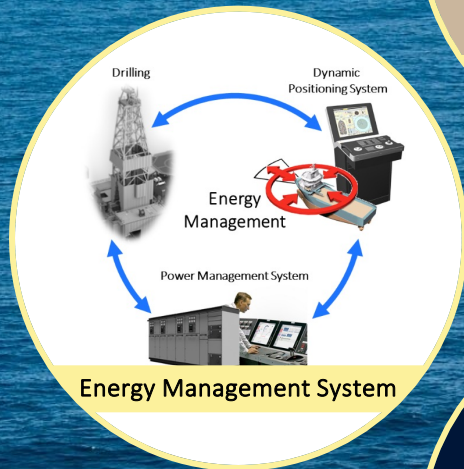 Drilling
Dynamic
Positioning System
Energy
Management
Power Management System
Energy Management System